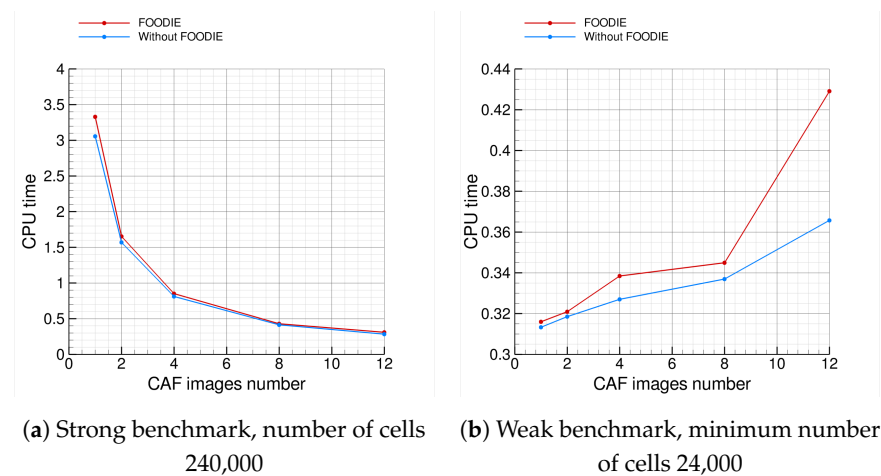 FOODIE
Without FOODIE
CPU time
4
3.5
3
2.5
2
1.5
1
0.5
0
0 2 4 6 8 10 12
CAF images number
(a) Strong benchmark, number of cells
240,000
FOODIE
Without FOODIE
CPU time
0.44
0.42
0.4
0.38
0.36
0.34
0.32
0.3
0 2 4 6 8 10 12
CAF images number
(b) Weak benchmark, minimum number
of cells 24,000